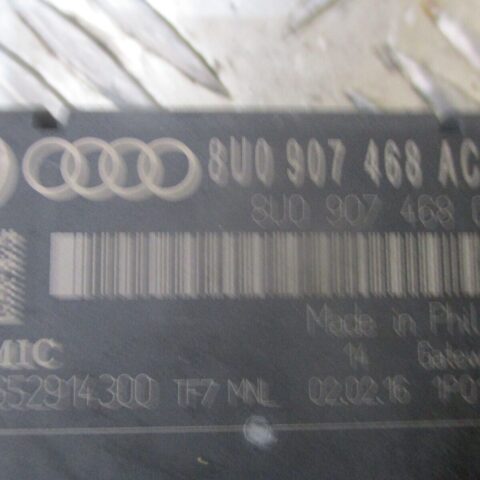 8U0 907 468 AC
8U0 907 468
Made in Phil
MIC 14 Gatew
652914300 TF7 MNL 02.02.16 1P0